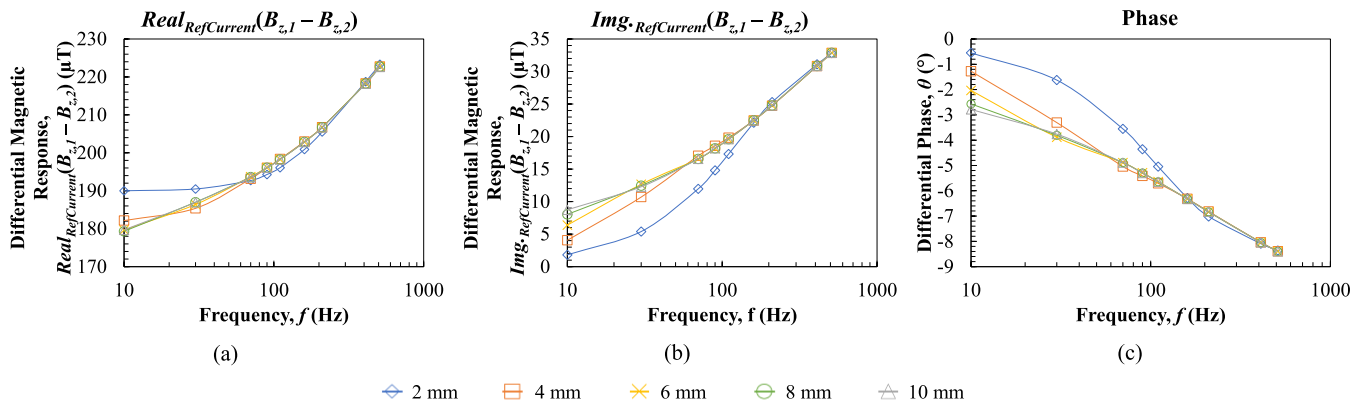 Real_RefCurrent(B_z,1 – B_z,2)
Differential Magnetic
Response,
Real_RefCurrent(B_z,1 – B_z,2) (μT)
230
220
210
200
190
180
170
10
100
1000
Frequency, f (Hz)
(a)
Img._RefCurrent(B_z,1 – B_z,2)
Differential Magnetic
Response,
Img._RefCurrent(B_z,1 – B_z,2) (μT)
35
30
25
20
15
10
5
0
10
100
1000
Frequency, f (Hz)
(b)
Phase
Differential Phase, θ (°)
0
-1
-2
-3
-4
-5
-6
-7
-8
-9
10
100
1000
Frequency, f (Hz)
(c)
2 mm
4 mm
6 mm
8 mm
10 mm